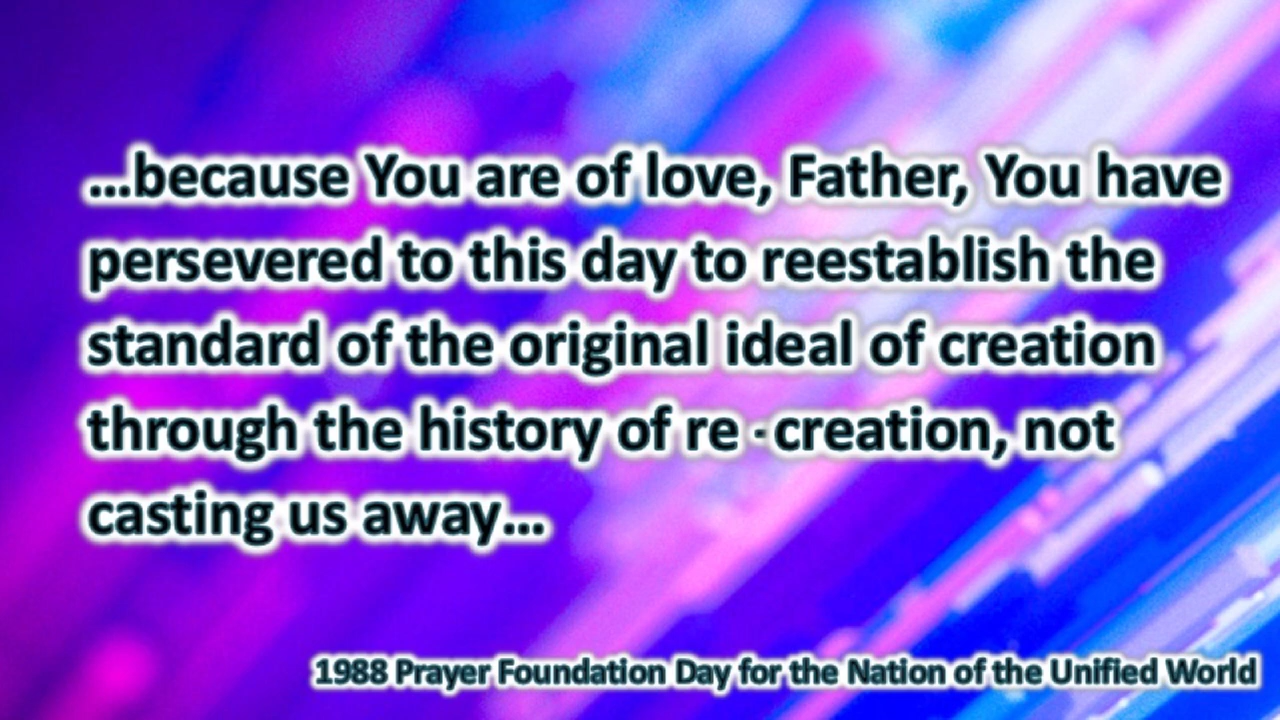 ...because You are of love, Father, You have
persevered to this day to reestablish the
standard of the original ideal of creation
through the history of re‑creation, not
casting us away...
1988 Prayer Foundation Day for the Nation of the Unified World